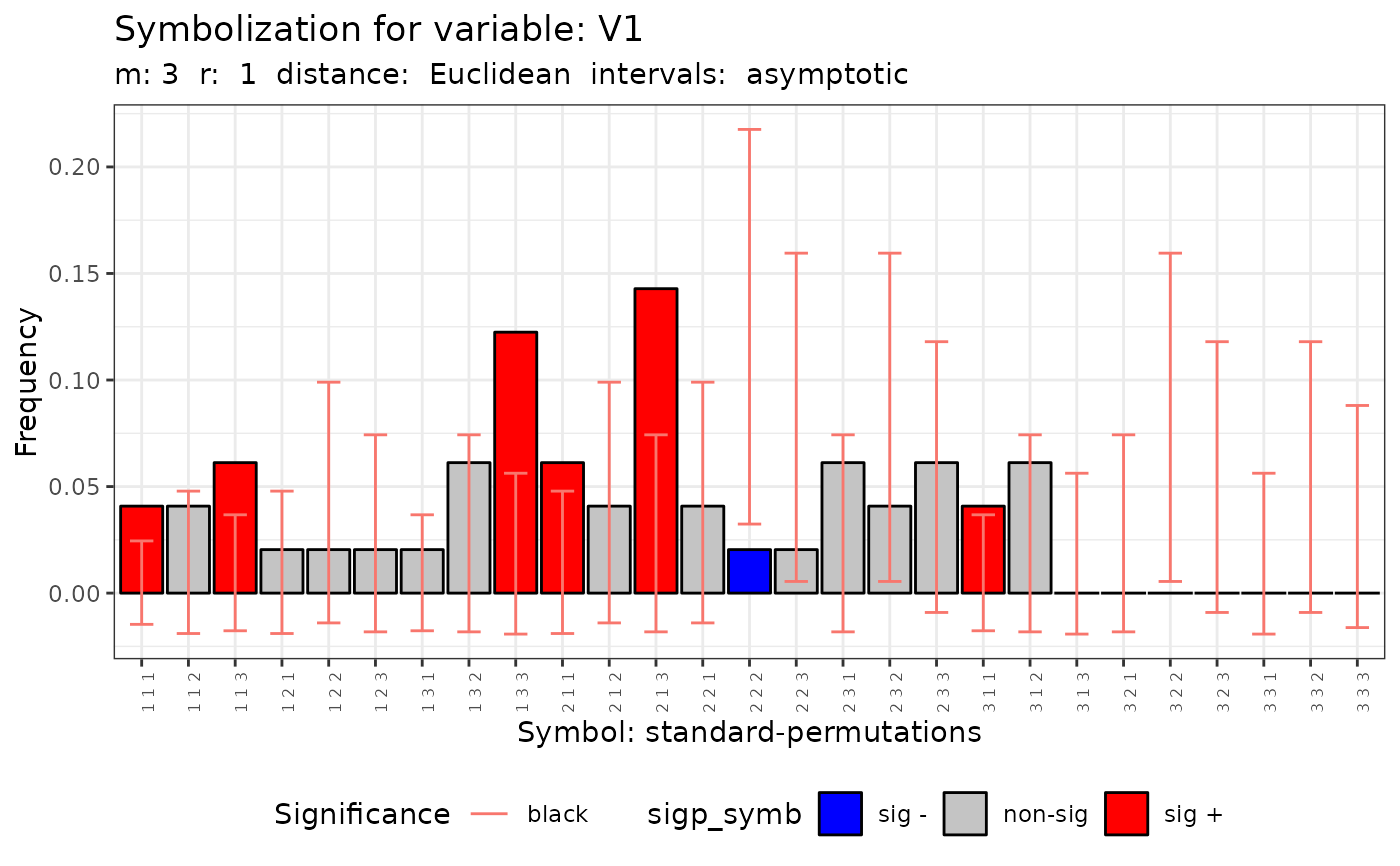 Symbolization for variable: V1
m: 3 r: 1 distance: Euclidean intervals: asymptotic
Frequency
0.20
0.15
0.10
0.05
0.00
1 1 1
1 1 2
1 1 3
1 2 1
1 2 2
1 2 3
1 3 1
1 3 2
1 3 3
2 1 1
2 1 2
2 1 3
2 2 1
2 2 2
2 2 3
2 3 1
2 3 2
2 3 3
3 1 1
3 1 2
3 1 3
3 2 1
3 2 2
3 2 3
3 3 1
3 3 2
3 3 3
Symbol: standard-permutations
Significance black sigp_symb sig - non-sig sig +